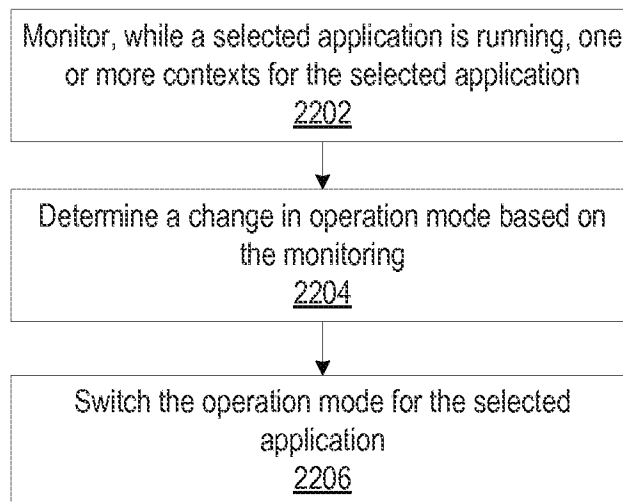 Monitor, while a selected application is running, one
or more contexts for the selected application
2202
Determine a change in operation mode based on
the monitoring
2204
Switch the operation mode for the selected
application
2206